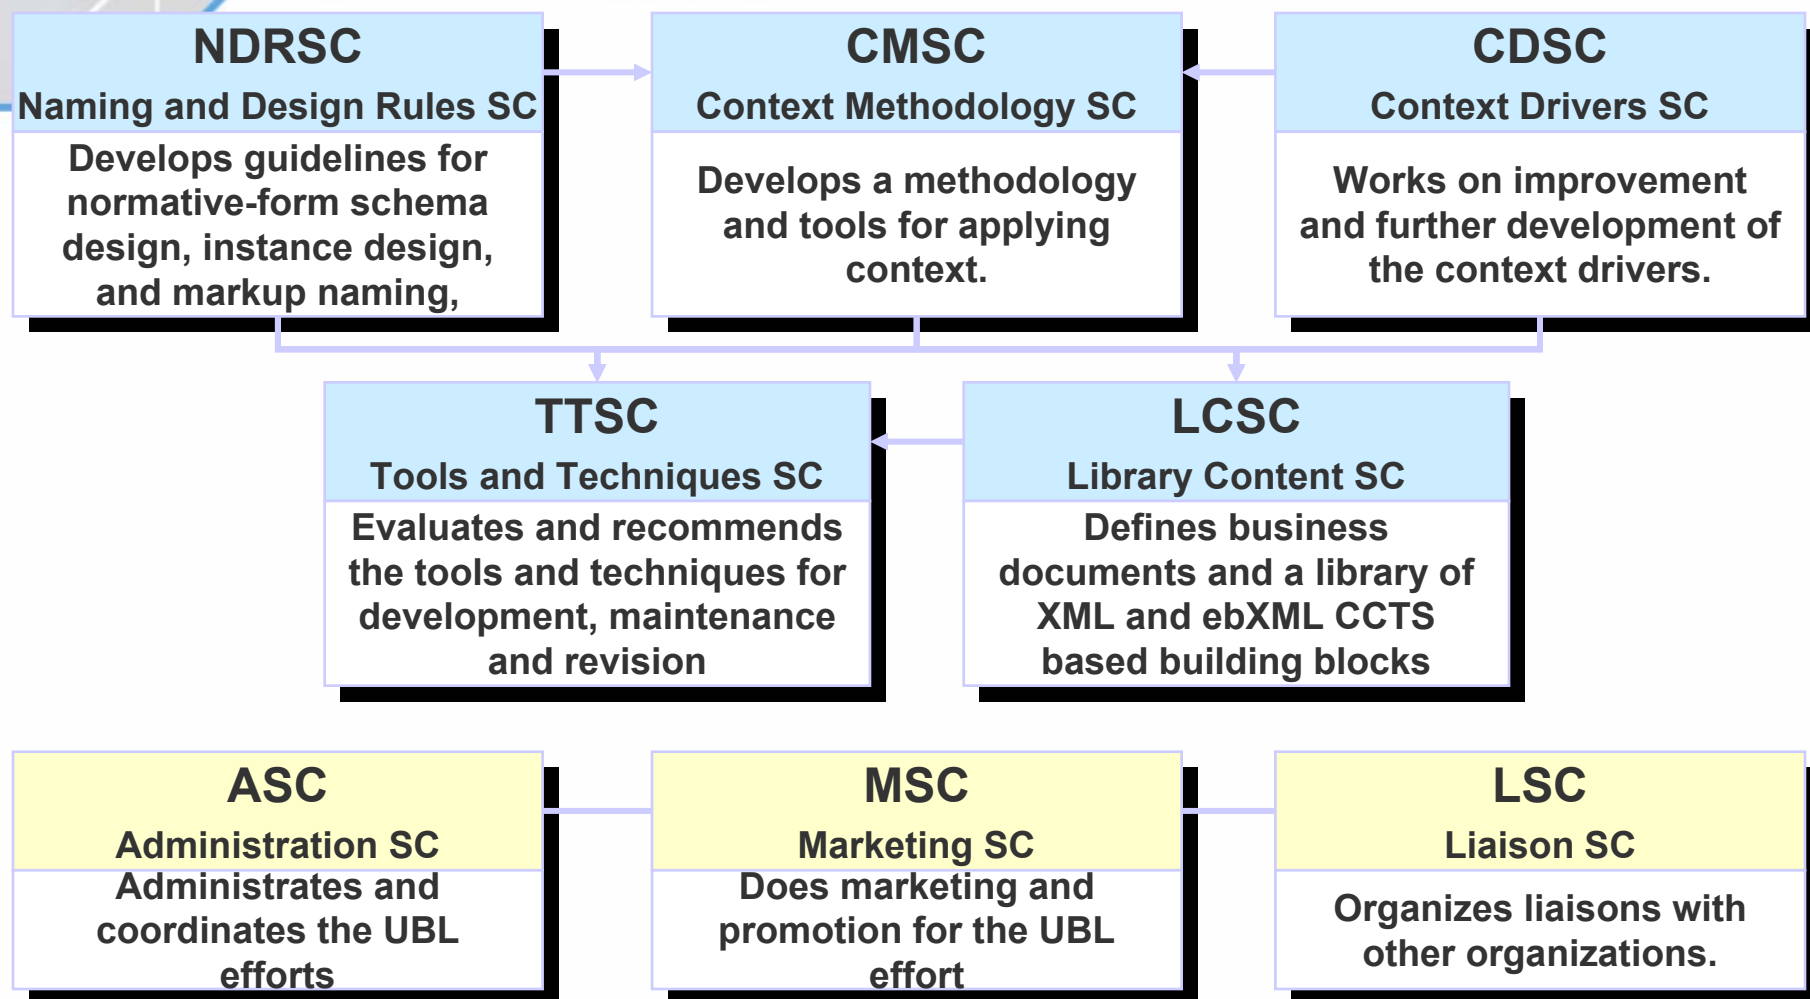 NDRSC
Naming and Design Rules SC
Develops guidelines for
normative-form schema
design, instance design,
and markup naming,
CMSC
Context Methodology SC
Develops a methodology
and tools for applying
context.
CDSC
Context Drivers SC
Works on improvement
and further development of
the context drivers.
TTSC
Tools and Techniques SC
Evaluates and recommends
the tools and techniques for
development, maintenance
and revision
LCSC
Library Content SC
Defines business
documents and a library of
XML and ebXML CCTS
based building blocks
ASC
Administration SC
Administrates and
coordinates the UBL
efforts
MSC
Marketing SC
Does marketing and
promotion for the UBL
effort
LSC
Liaison SC
Organizes liaisons with
other organizations.